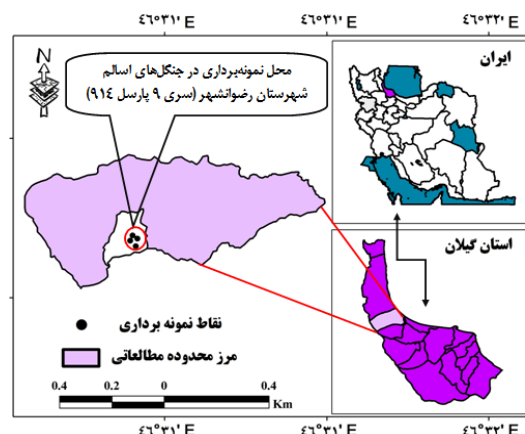 ۴۶°۳۱' E ۴۶°۳۱' E ۴۶°۳۲' E
N
محل نمونه‌برداری در جنگل‌های اسالم
شهرستان رضوانشهر (سری ۹ پارسل ۹۱۴)
ایران
استان گیلان
نقاط نمونه برداری
مرز محدوده مطالعاتی
0.4 0.2 0 0.4
Km
۴۶°۳۱' E ۴۶°۳۱' E ۴۶°۳۲' E